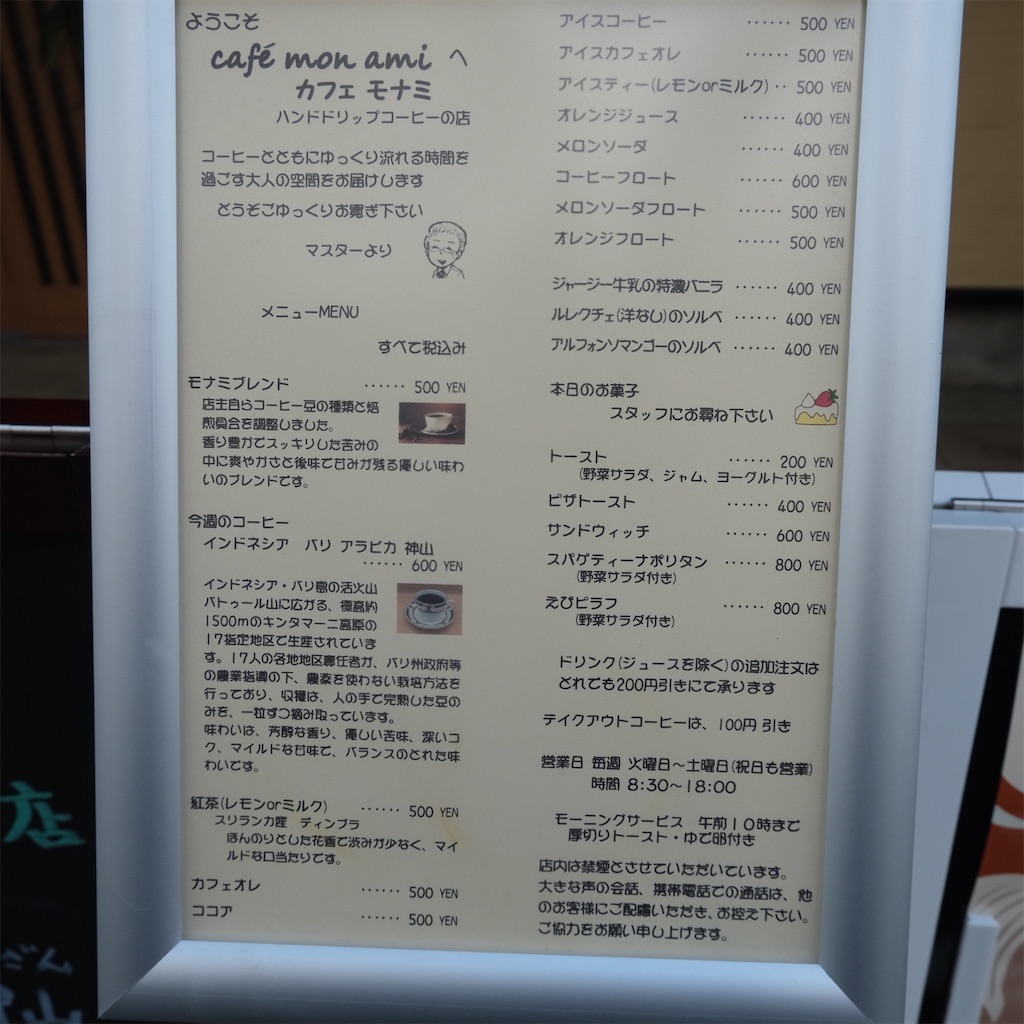 ようこそ
café mon ami へ
カフェ モナミ
ハンドドリップコーヒーの店
コーヒーとともにゆっくり流れる時間を
過ごす大人の空間をお届けします
どうぞごゆっくりお寛ぎ下さい
マスターより
メニューMENU
すべて税込み
モナミブレンド ‥‥‥ 500 YEN
店主自らコーヒー豆の種類と焙
煎具合を調整しました。
香り豊かでスッキリした苦みの
中に爽やかさと後味で甘みが残る優しい味わ
いのブレンドです。
今週のコーヒー
インドネシア バリ アラビカ 神山
‥‥‥ 600 YEN
インドネシア・バリ島の活火山
バトゥール山に広がる、標高約
1500mのキンタマーニ高原の
17指定地区で生産されていま
す。17人の各地地区責任者が、バリ州政府等
の農業指導の下、農薬を使わない栽培方法を
行っており、収穫は、人の手で完熟した豆の
みを、一粒ずつ摘み取っています。
味わいは、芳醇な香り、優しい苦味、深いコ
ク、マイルドな甘味で、バランスのとれた味
わいです。
紅茶(レモンorミルク) ‥‥‥ 500 YEN
スリランカ産 ディンブラ
ほんのりとした花香で渋みが少なく、マイ
ルドな口当たりです。
カフェオレ ‥‥‥ 500 YEN
ココア ‥‥‥ 500 YEN
アイスコーヒー ‥‥‥ 500 YEN
アイスカフェオレ ‥‥‥ 500 YEN
アイスティー(レモンorミルク) ‥ 500 YEN
オレンジジュース ‥‥‥ 400 YEN
メロンソーダ ‥‥‥ 400 YEN
コーヒーフロート ‥‥‥ 600 YEN
メロンソーダフロート ‥‥‥ 500 YEN
オレンジフロート ‥‥‥ 500 YEN
ジャージー牛乳の特濃バニラ ‥‥‥ 400 YEN
ルレクチェ(洋なし)のソルベ ‥‥‥ 400 YEN
アルフォンソマンゴーのソルベ ‥‥‥ 400 YEN
本日のお菓子
スタッフにお尋ね下さい
トースト ‥‥‥ 200 YEN
(野菜サラダ、ジャム、ヨーグルト付き)
ピザトースト ‥‥‥ 400 YEN
サンドウィッチ ‥‥‥ 600 YEN
スパゲティーナポリタン ‥‥‥ 800 YEN
(野菜サラダ付き)
えびピラフ ‥‥‥ 800 YEN
(野菜サラダ付き)
ドリンク(ジュースを除く)の追加注文は
どれでも200円引きにて承ります
テイクアウトコーヒーは、100円 引き
営業日 毎週 火曜日〜土曜日(祝日も営業)
時間 8:30〜18:00
モーニングサービス 午前10時まで
厚切りトースト・ゆで卵付き
店内は禁煙とさせていただいています。
大きな声の会話、携帯電話での通話は、他
のお客様にご配慮いただき、お控え下さい。
ご協力をお願い申し上げます。
店
ごん
山